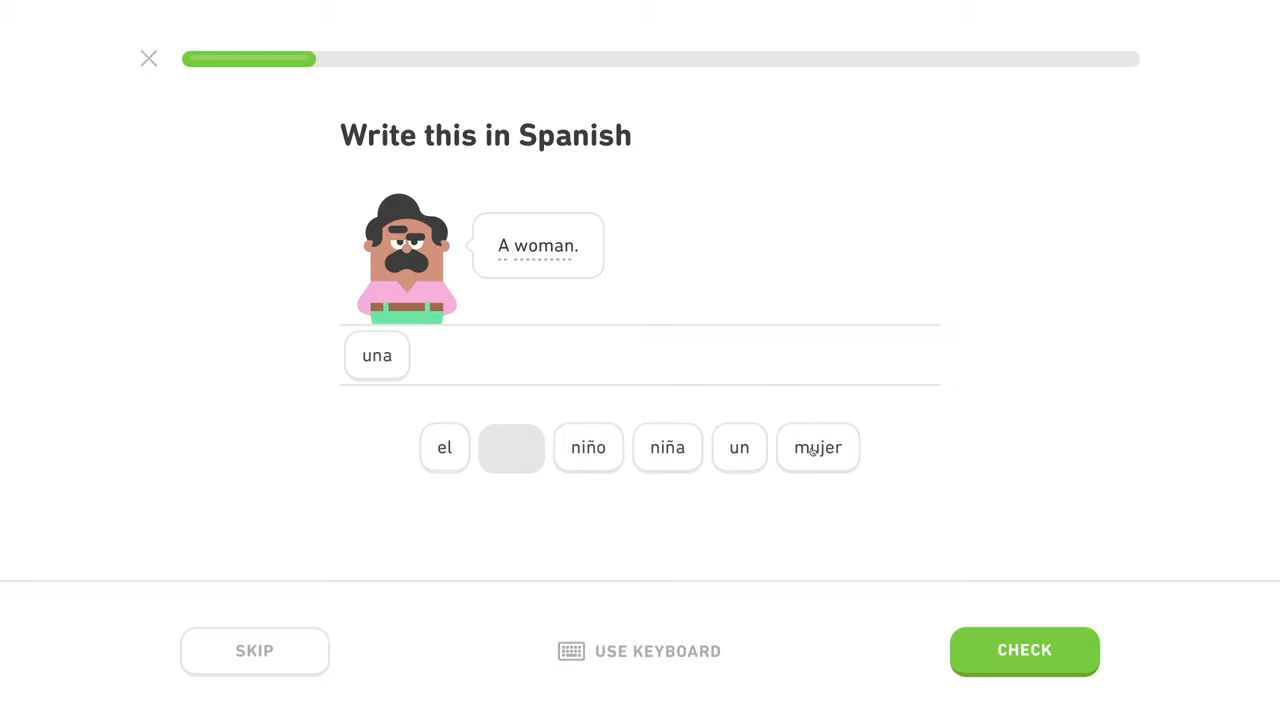 Write this in Spanish
A woman.
una
el niño niña un mujer
SKIP USE KEYBOARD CHECK